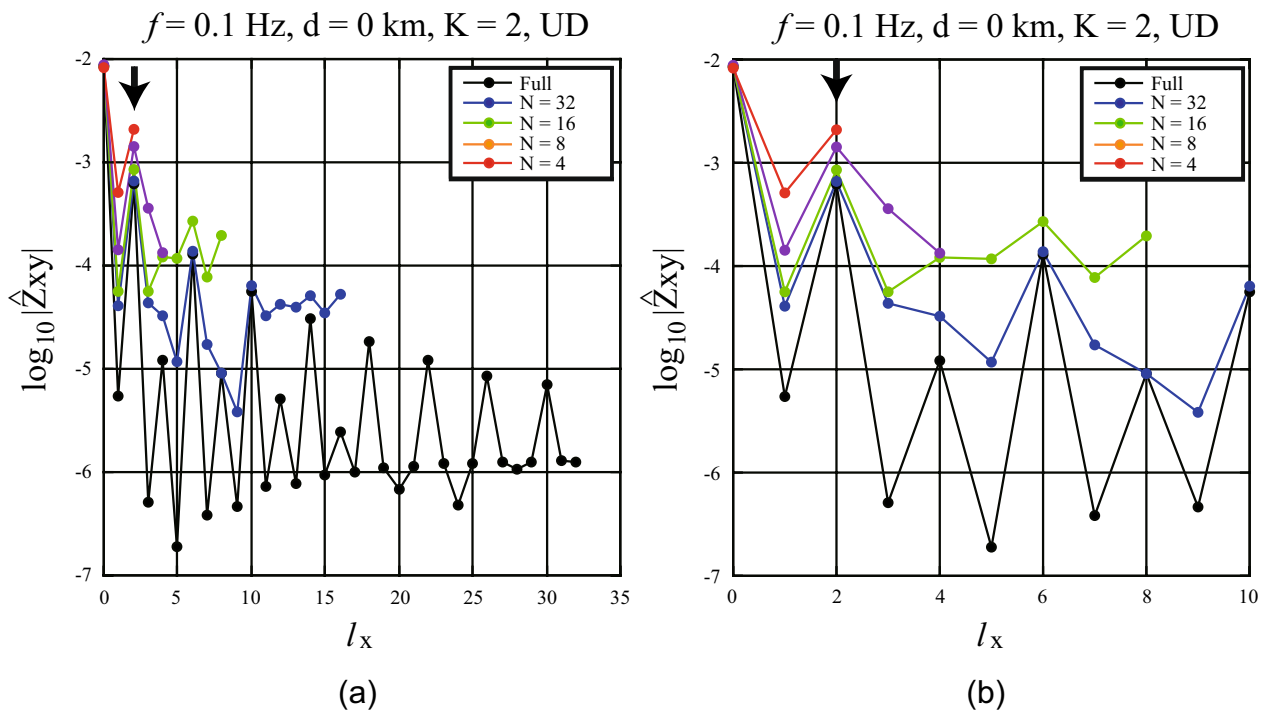 f = 0.1 Hz, d = 0 km, K = 2, UD
-2
-3
-4
-5
-6
-7
log10|Ẑxy|
Full
N = 32
N = 16
N = 8
N = 4
0 5 10 15 20 25 30 35
lx
(a)
f = 0.1 Hz, d = 0 km, K = 2, UD
-2
-3
-4
-5
-6
-7
log10|Ẑxy|
Full
N = 32
N = 16
N = 8
N = 4
0 2 4 6 8 10
lx
(b)